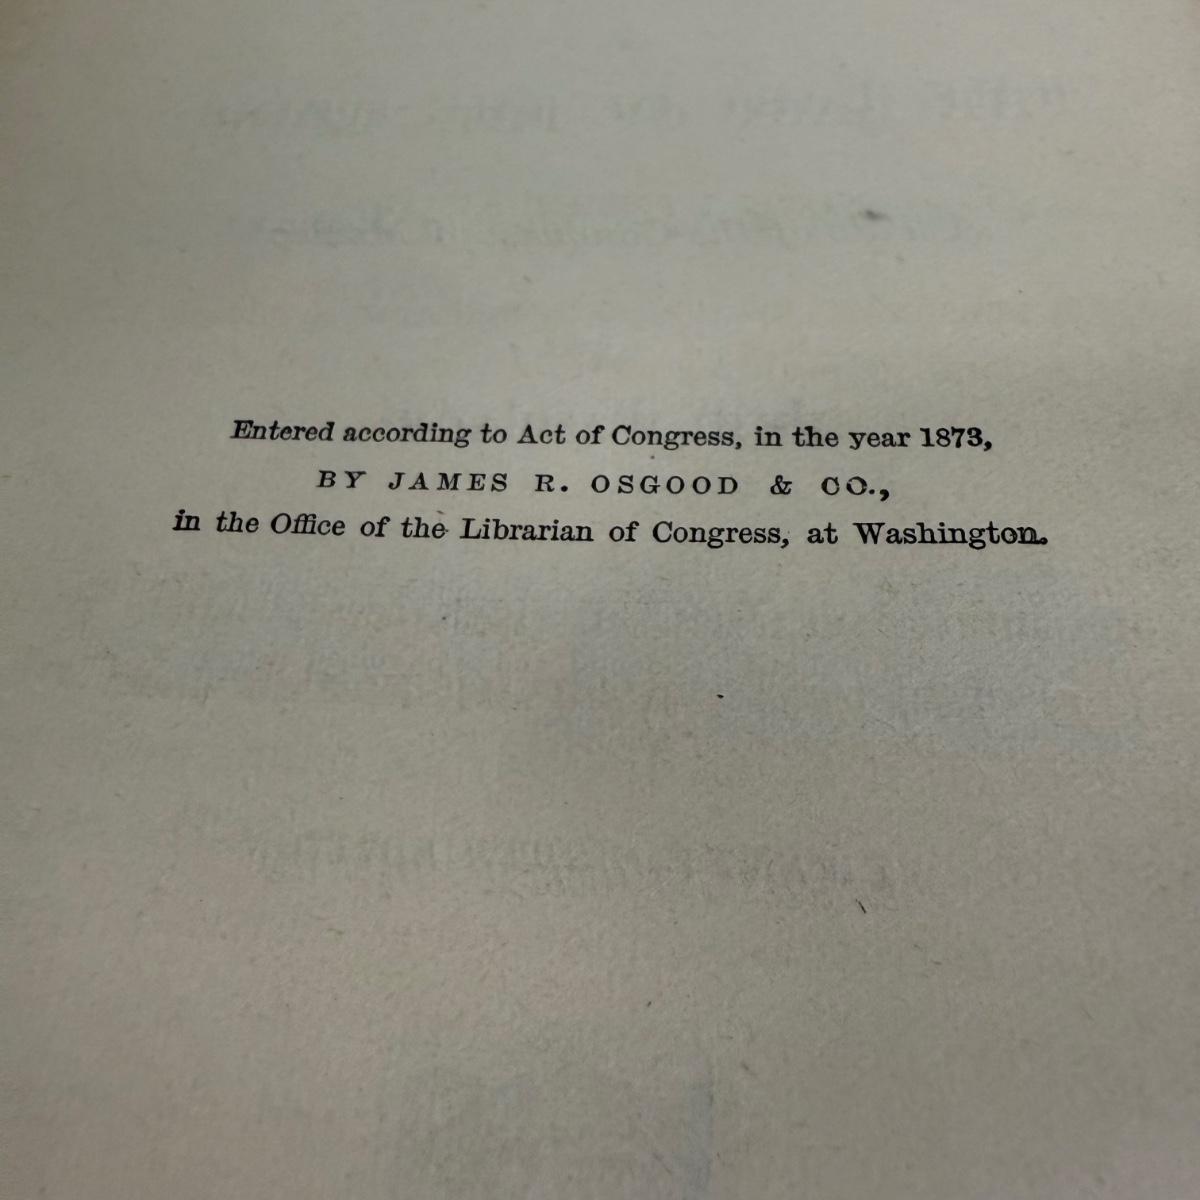 Entered according to Act of Congress, in the year 1873,
BY JAMES R. OSGOOD & CO.,
in the Office of the Librarian of Congress, at Washington.